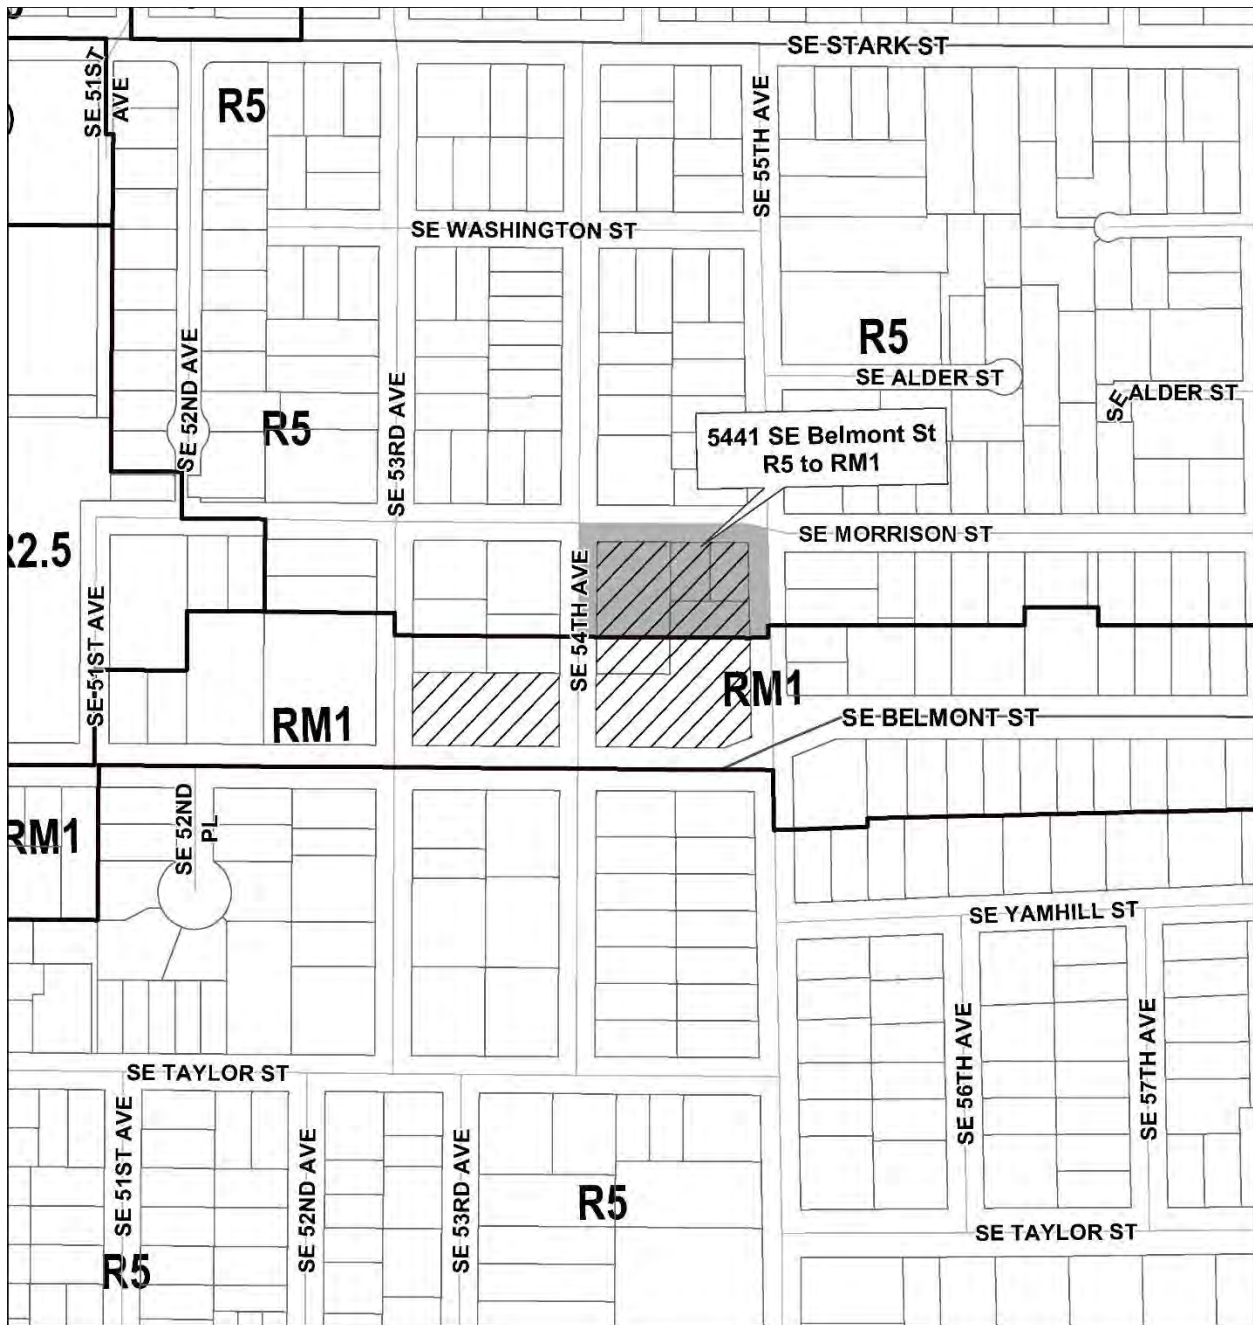 SE STARK ST
SE 51ST
AVE
R5
SE 55TH AVE
SE WASHINGTON ST
SE 52ND AVE
R5
SE ALDER ST
SE
ALDER ST
SE 53RD AVE
R5
5441 SE Belmont St
R5 to RM1
R2.5
SE MORRISON ST
SE 54TH AVE
SE 51ST AVE
RM1
RM1
SE BELMONT ST
RM1
SE 52ND
PL
SE YAMHILL ST
SE 56TH AVE
SE 57TH AVE
SE TAYLOR ST
SE 51ST AVE
SE 52ND AVE
SE 53RD AVE
R5
SE TAYLOR ST
R5